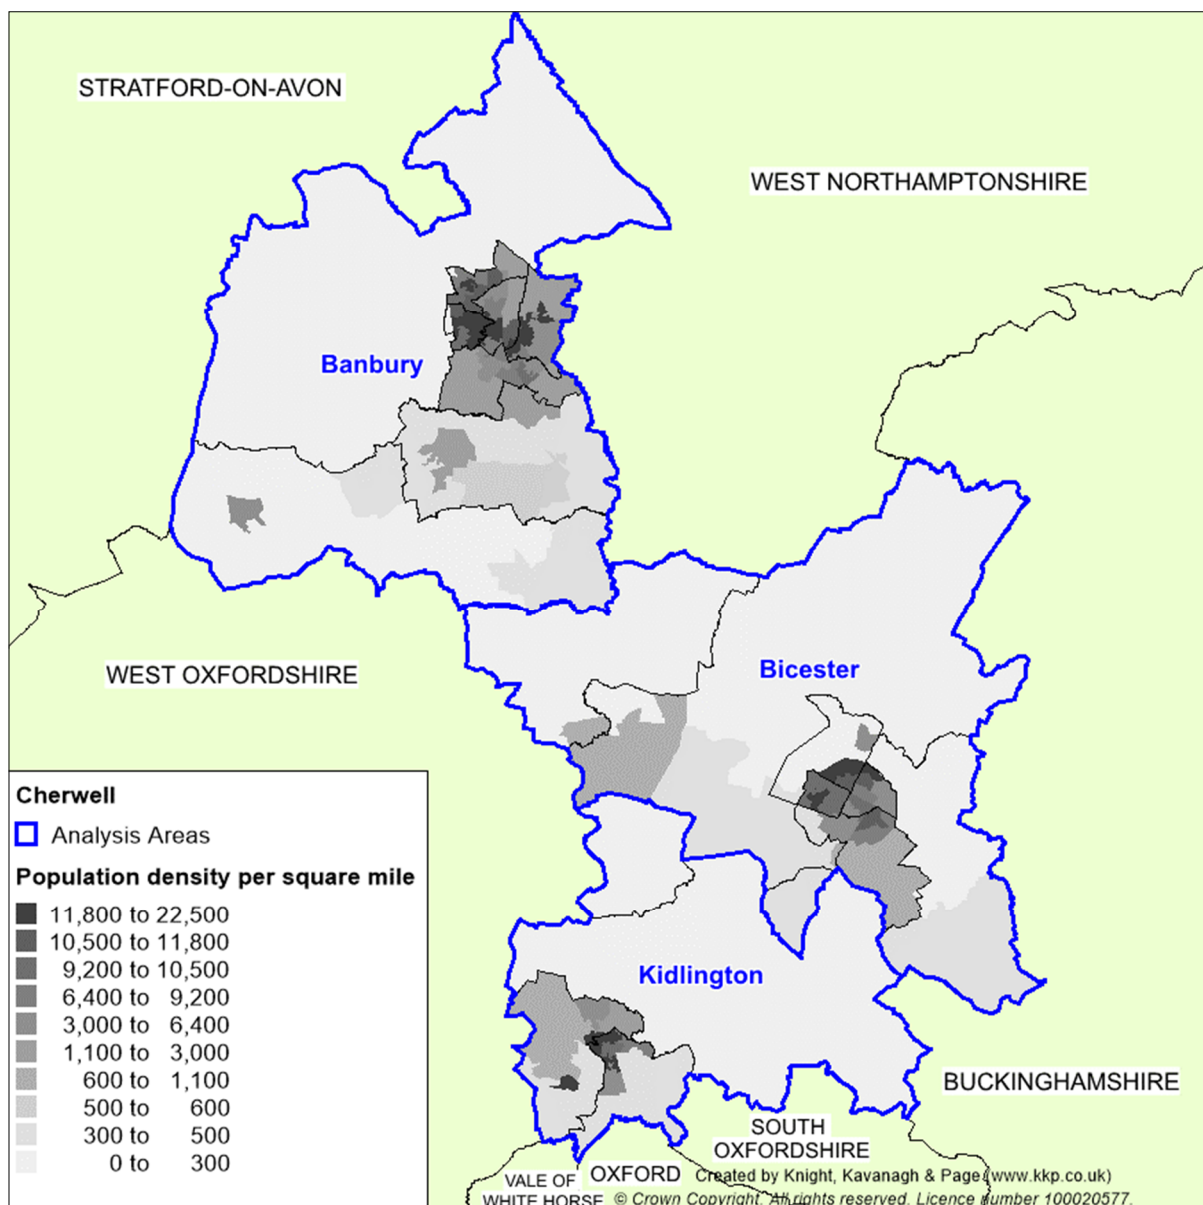 STRATFORD-ON-AVON
WEST NORTHAMPTONSHIRE
Banbury
WEST OXFORDSHIRE
Bicester
Cherwell
Analysis Areas
Population density per square mile
11,800 to 22,500
10,500 to 11,800
9,200 to 10,500
6,400 to 9,200
3,000 to 6,400
1,100 to 3,000
600 to 1,100
500 to 600
300 to 500
0 to 300
Kidlington
BUCKINGHAMSHIRE
SOUTH
OXFORDSHIRE
OXFORD
VALE OF
WHITE HORSE
Created by Knight, Kavanagh & Page (www.kkp.co.uk)
© Crown Copyright. All rights reserved. Licence number 100020577.